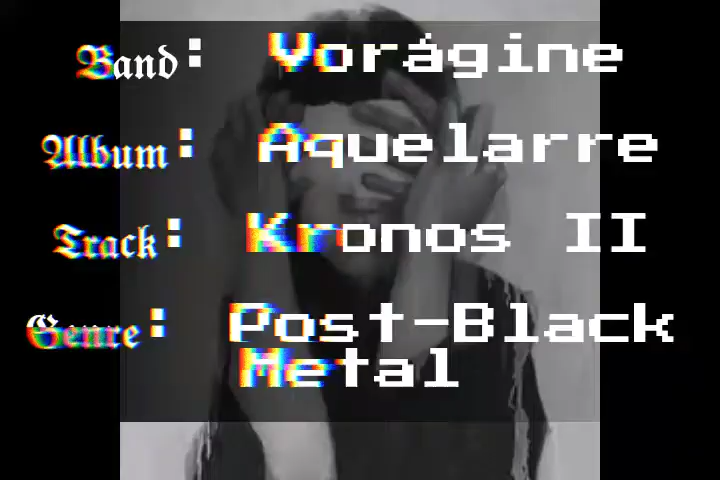 Band: Vorágine
Album: Aquelarre
Track: Kronos II
Genre: Post-Black
Metal